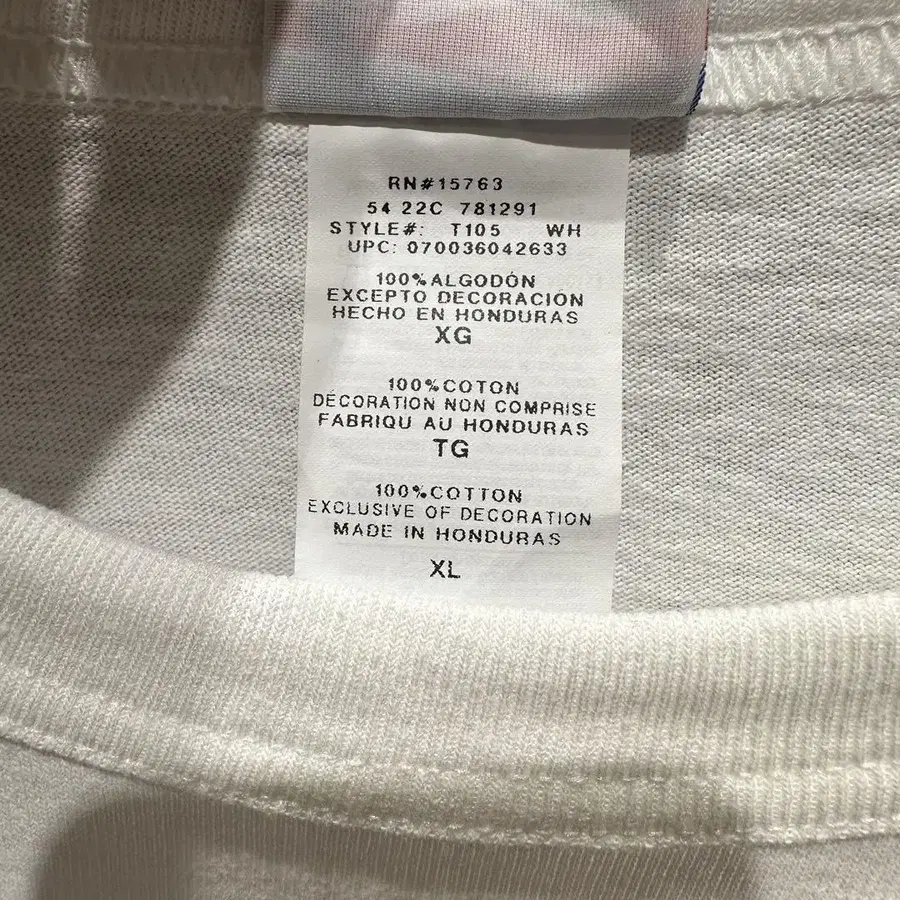 RN#15763
54 22C 781291
STYLE#: T105 WH
UPC: 070036042633
100%ALGODÓN
EXCEPTO DECORACIÓN
HECHO EN HONDURAS
XG
100%COTON
DÉCORATION NON COMPRISE
FABRIQU AU HONDURAS
TG
100%COTTON
EXCLUSIVE OF DECORATION
MADE IN HONDURAS
XL